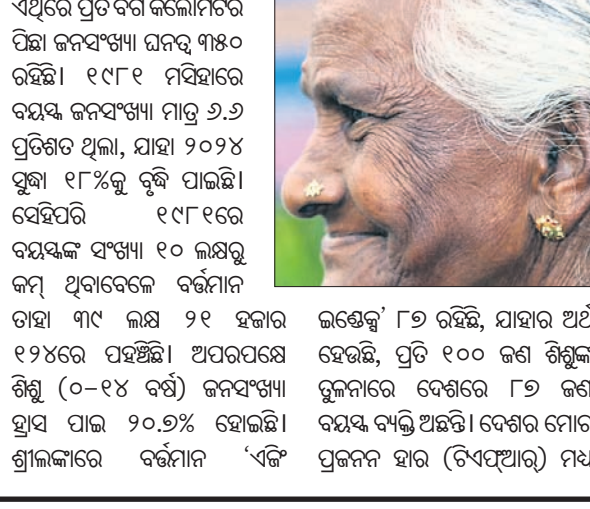 ଏଥିରେ ପ୍ରତି ବର୍ଗ କିଲୋମିଟର
ପିଛା ଜନସଂଖ୍ୟା ଘନତ୍ୱ ୩୫୦
ରହିଛି। ୧୯୮୧ ମସିହାରେ
ବୟସ୍କ ଜନସଂଖ୍ୟା ମାତ୍ର ୬.୬
ପ୍ରତିଶତ ଥିଲା, ଯାହା ୨୦୨୪
ସୁଦ୍ଧା ୧୮%କୁ ବୃଦ୍ଧି ପାଇଛି।
ସେହିପରି ୧୯୮୧ରେ
ବୟସ୍କଙ୍କ ସଂଖ୍ୟା ୧୦ ଲକ୍ଷରୁ
କମ୍ ଥିବାବେଳେ ବର୍ତ୍ତମାନ
ତାହା ୩୯ ଲକ୍ଷ ୨୧ ହଜାର
୧୨୪ରେ ପହଞ୍ଚିଛି। ଅପରପକ୍ଷେ
ଶିଶୁ (୦-୧୪ ବର୍ଷ) ଜନସଂଖ୍ୟା
ହ୍ରାସ ପାଇ ୨୦.୭% ହୋଇଛି।
ଶ୍ରୀଲଙ୍କାରେ ବର୍ତ୍ତମାନ ‘ଏଜିଂ
ଇଣ୍ଡେକ୍ସ’ ୮୭ ରହିଛି, ଯାହାର ଅର୍ଥ
ହେଉଛି, ପ୍ରତି ୧୦୦ ଜଣ ଶିଶୁଙ୍କ
ତୁଳନାରେ ଦେଶରେ ୮୭ ଜଣ
ବୟସ୍କ ବ୍ୟକ୍ତି ଅଛନ୍ତି। ଦେଶର ମୋଟ
ପ୍ରଜନନ ହାର (ଟିଏଫ୍ଆର୍) ମଧ୍ୟ